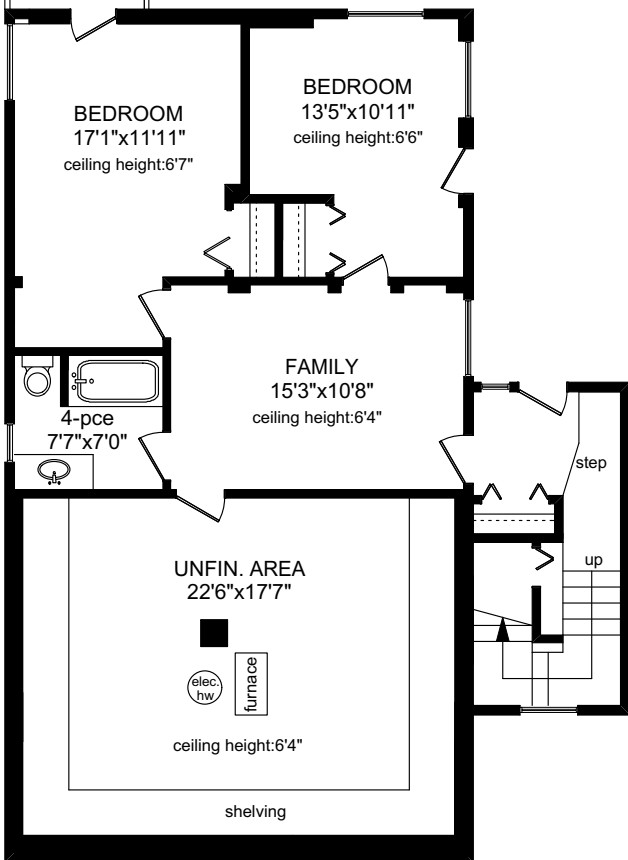 BEDROOM
17'1"x11'11"
ceiling height:6'7"
BEDROOM
13'5"x10'11"
ceiling height:6'6"
FAMILY
15'3"x10'8"
ceiling height:6'4"
4-pce
7'7"x7'0"
step
up
UNFIN. AREA
22'6"x17'7"
elec.
hw
furnace
ceiling height:6'4"
shelving